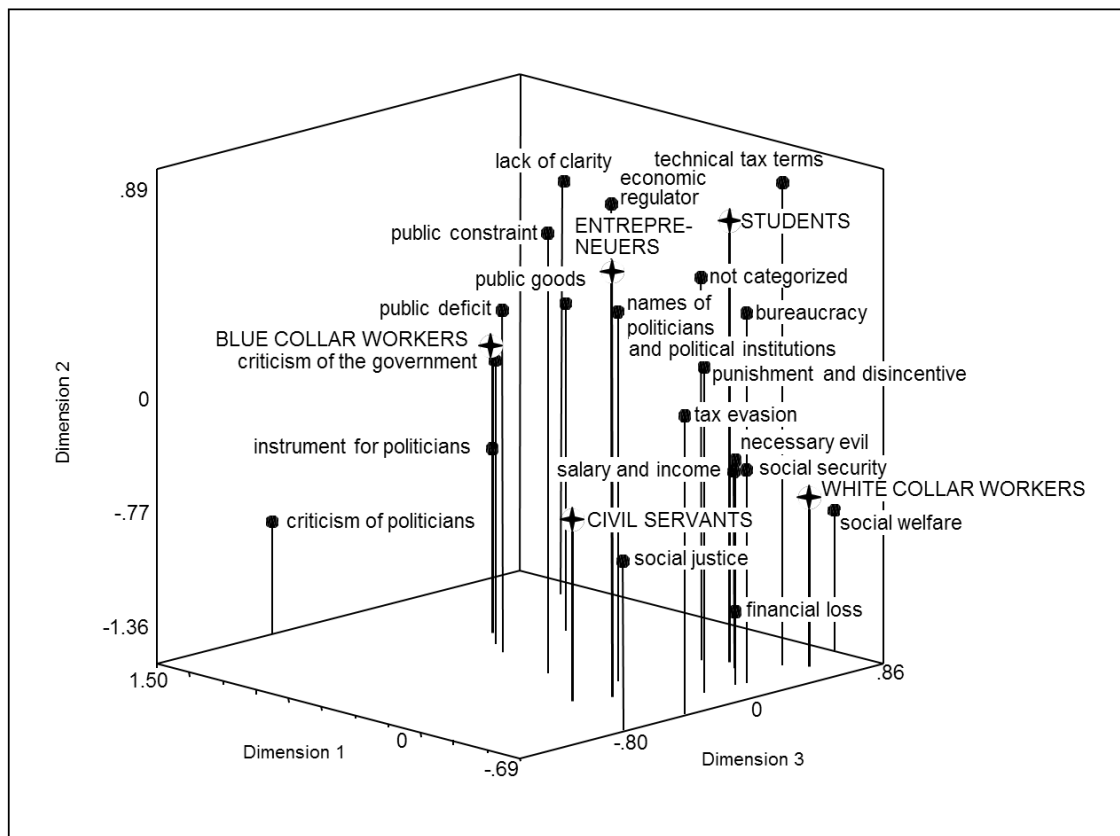 lack of clarity
technical tax terms
.89
economic
regulator
ENTREPRE-
NEUERS
STUDENTS
public constraint
public goods
not categorized
public deficit
names of
politicians
and political institutions
bureaucracy
BLUE COLLAR WORKERS
criticism of the government
punishment and disincentive
Dimension 2
0
tax evasion
instrument for politicians
necessary evil
salary and income
social security
WHITE COLLAR WORKERS
-.77
criticism of politicians
CIVIL SERVANTS
social welfare
social justice
financial loss
-1.36
1.50
.86
0
Dimension 1
0
-.80
Dimension 3
-.69